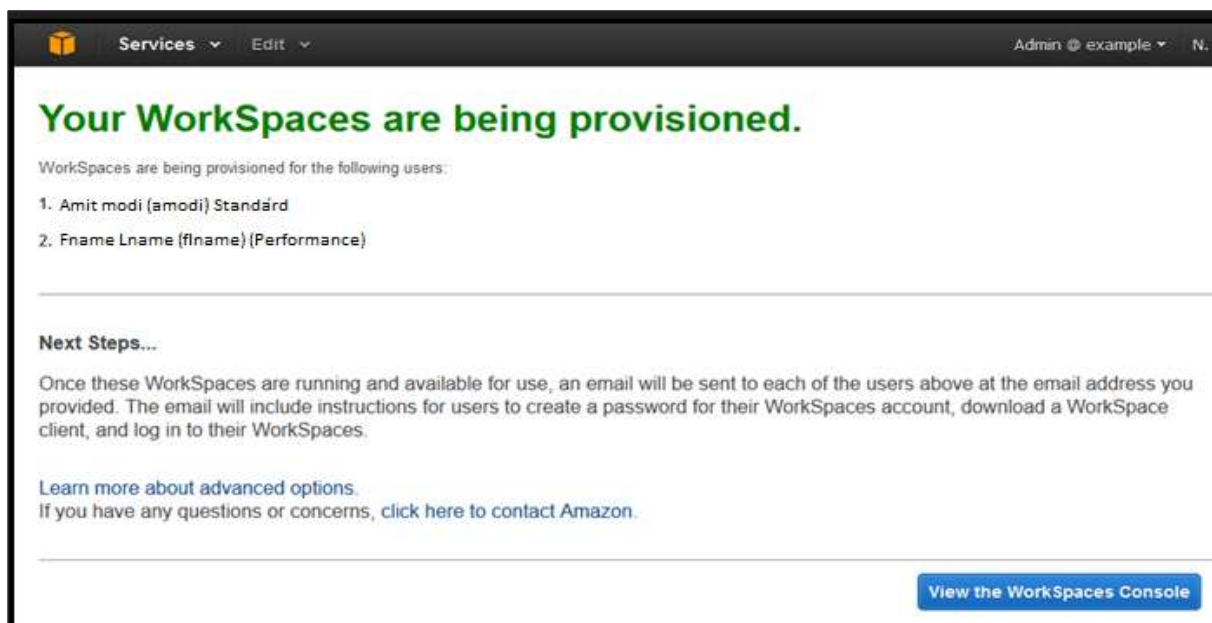 Services Edit Admin @ example N.
Your WorkSpaces are being provisioned.
WorkSpaces are being provisioned for the following users:
1. Amit modi (amodi) Standard
2. Fname Lname (flname) (Performance)
Next Steps...
Once these WorkSpaces are running and available for use, an email will be sent to each of the users above at the email address you
provided. The email will include instructions for users to create a password for their WorkSpaces account, download a WorkSpace
client, and log in to their WorkSpaces.
Learn more about advanced options.
If you have any questions or concerns, click here to contact Amazon.
View the WorkSpaces Console